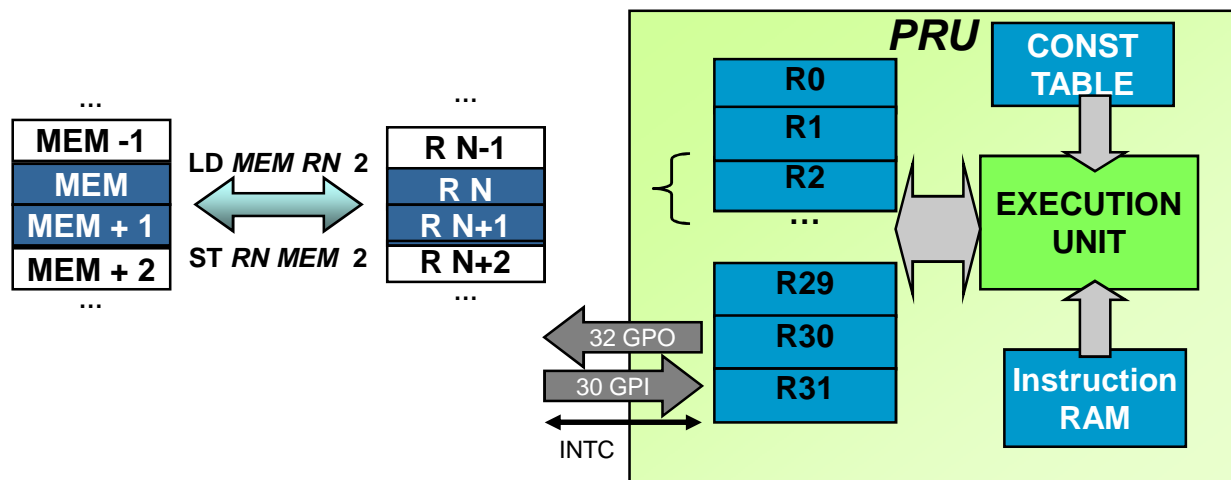 …
MEM -1
MEM
MEM + 1
MEM + 2
…
LD MEM RN 2
ST RN MEM 2
…
R N-1
R N
R N+1
R N+2
…
32 GPO
30 GPI
INTC
PRU
R0
R1
R2
…
R29
R30
R31
CONST
TABLE
EXECUTION
UNIT
Instruction
RAM